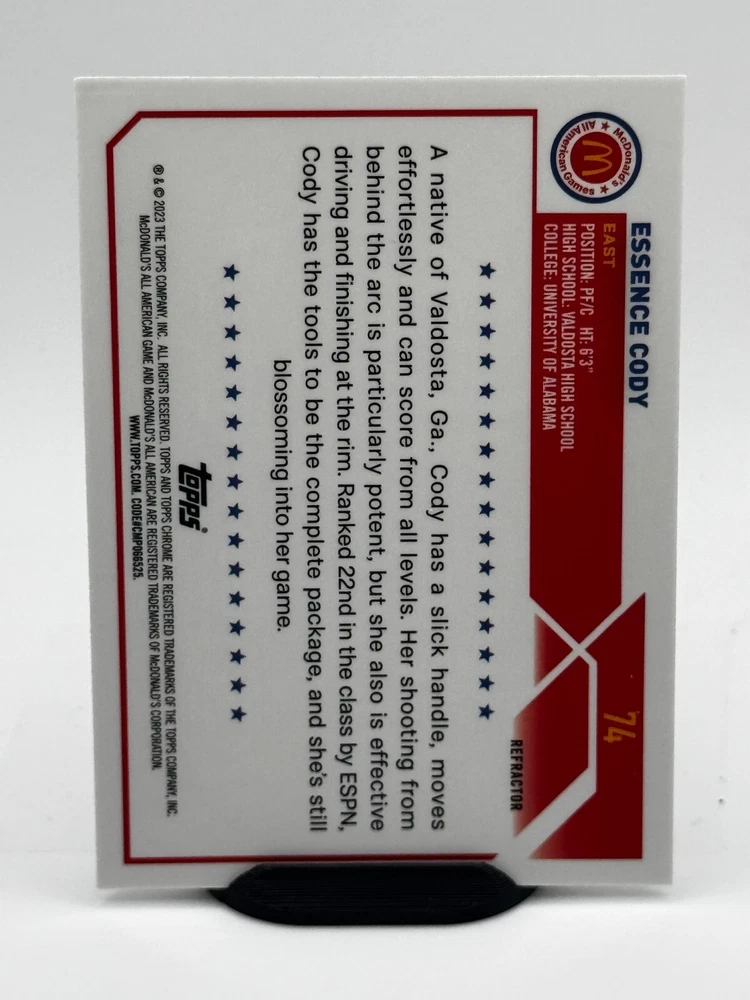 McDonald's
All American Games
ESSENCE CODY
EAST
POSITION: PF/C HT: 6'3"
HIGH SCHOOL: VALDOSTA HIGH SCHOOL
COLLEGE: UNIVERSITY OF ALABAMA
74
REFRACTOR
A native of Valdosta, Ga., Cody has a slick handle, moves
effortlessly and can score from all levels. Her shooting from
behind the arc is particularly potent, but she also is effective
driving and finishing at the rim. Ranked 22nd in the class by ESPN,
Cody has the tools to be the complete package, and she's still
blossoming into her game.
topps®
® & © 2023 THE TOPPS COMPANY, INC. ALL RIGHTS RESERVED. TOPPS AND TOPPS CHROME ARE REGISTERED TRADEMARKS OF THE TOPPS COMPANY, INC.
McDONALD'S ALL AMERICAN GAME AND McDONALD'S ALL AMERICAN ARE REGISTERED TRADEMARKS OF McDONALD'S CORPORATION.
WWW.TOPPS.COM. CODE#CMP066525.